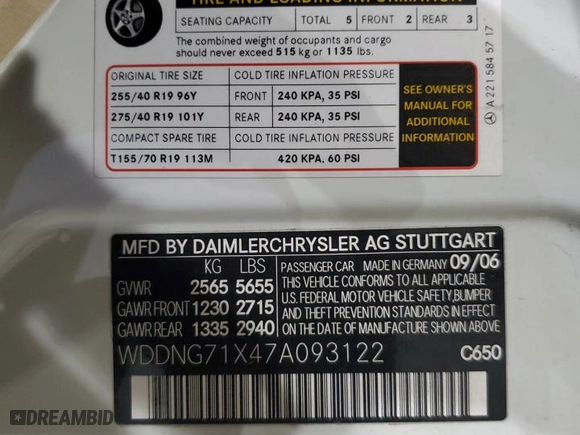 TIRE AND LOADING INFORMATION
SEATING CAPACITY TOTAL 5 FRONT 2 REAR 3
The combined weight of occupants and cargo
should never exceed 515 kg or 1135 lbs.
ORIGINAL TIRE SIZE COLD TIRE INFLATION PRESSURE
255/40 R19 96Y FRONT 240 KPA, 35 PSI
275/40 R19 101Y REAR 240 KPA, 35 PSI
COMPACT SPARE TIRE COLD TIRE INFLATION PRESSURE
T155/70 R19 113M 420 KPA, 60 PSI
SEE OWNER'S
MANUAL FOR
ADDITIONAL
INFORMATION
A 221 584 57 17
MFD BY DAIMLERCHRYSLER AG STUTTGART
KG LBS
GVWR 2565 5655
GAWR FRONT 1230 2715
GAWR REAR 1335 2940
PASSENGER CAR MADE IN GERMANY 09/06
THIS VEHICLE CONFORMS TO ALL APPLICABLE
U.S. FEDERAL MOTOR VEHICLE SAFETY, BUMPER
AND THEFT PREVENTION STANDARDS IN EFFECT
ON THE DATE OF MANUFACTURE SHOWN ABOVE.
WDDNG71X47A093122 C650
DREAMBID